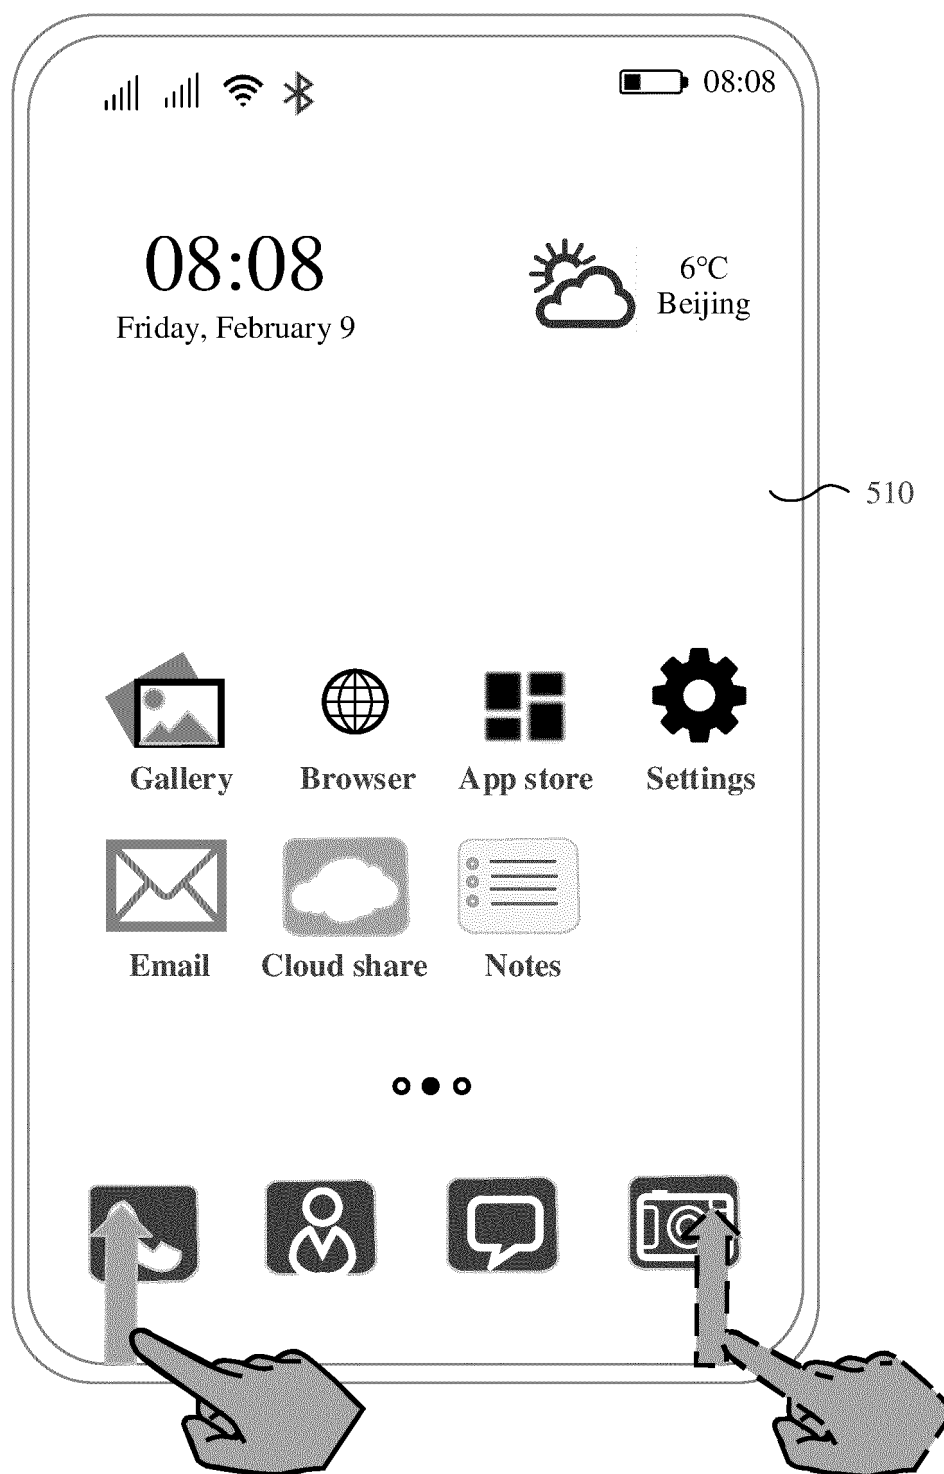 08:08
08:08
Friday, February 9
6°C
Beijing
510
Gallery Browser App store Settings
Email Cloud share Notes